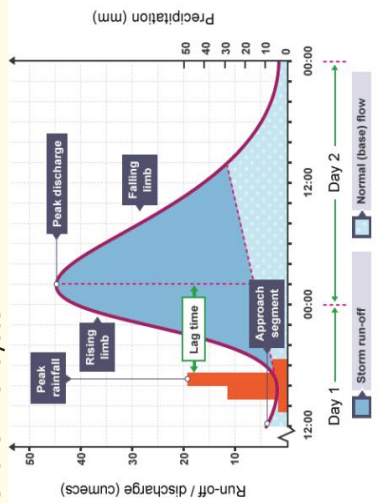 Run-off / discharge (cumecs)
50
40
30
20
10
Precipitation (mm)
50
40
30
20
10
0
Peak discharge
Peak
rainfall
Rising
limb
Falling
limb
Lag time
Approach
segment
12:00
00:00
12:00
00:00
Day 1
Day 2
Storm run-off
Normal (base) flow